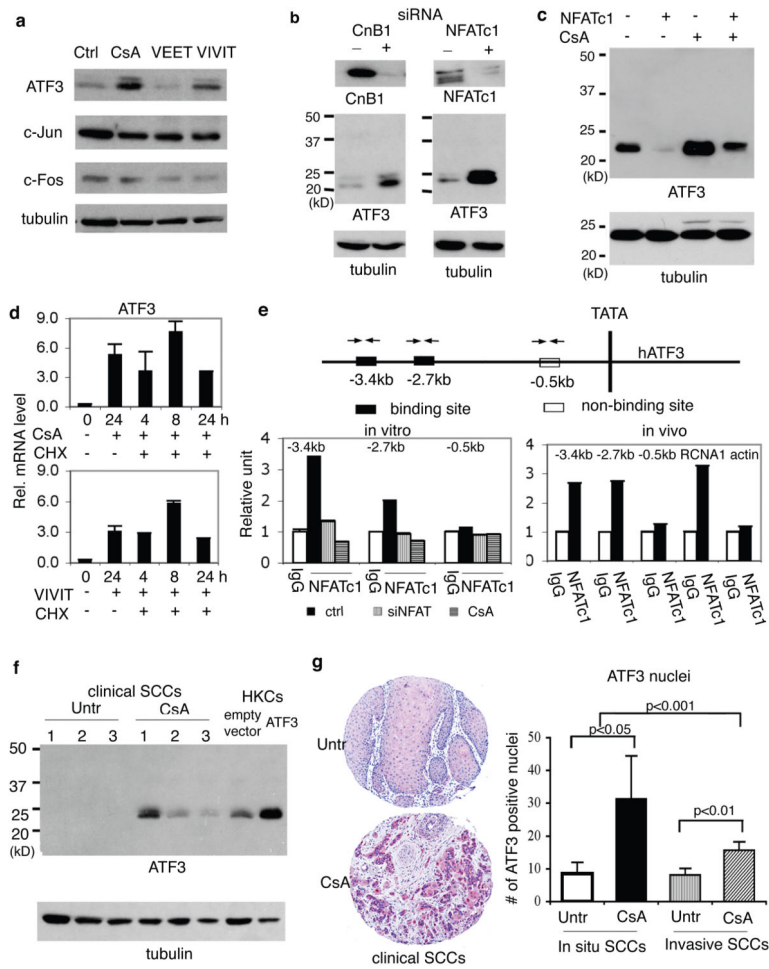 a
Ctrl CsA VEET VIVIT
ATF3
c-Jun
c-Fos
tubulin
b
siRNA
CnB1 NFATc1
– + – +
CnB1 NFATc1
50
37
25
20
(kD)
ATF3 ATF3
tubulin tubulin
c
NFATc1 - + - +
CsA - - + +
50
37
25
20
(kD)
ATF3
25
20
(kD)
tubulin
d
ATF3
Rel. mRNA level
9.0
6.0
3.0
0.0
0 24 4 8 24 h
CsA - + + + +
CHX - - + + +
9.0
6.0
3.0
0.0
0 24 4 8 24 h
VIVIT - + + + +
CHX - - + + +
e
TATA
hATF3
-3.4kb -2.7kb -0.5kb
binding site non-binding site
in vitro
Relative unit
4
3
2
1
0
-3.4kb -2.7kb -0.5kb
IgG NFATc1 IgG NFATc1 IgG NFATc1
ctrl siNFAT CsA
in vivo
4
3
2
1
0
-3.4kb -2.7kb -0.5kb RCNA1 actin
IgG NFATc1 IgG NFATc1 IgG NFATc1 IgG NFATc1 IgG NFATc1
f
clinical SCCs HKCs
Untr CsA empty vector ATF3
1 2 3 1 2 3
50
37
25
20
(kD)
ATF3
tubulin
g
Untr
CsA
clinical SCCs
ATF3 nuclei
# of ATF3 positive nuclei
50
40
30
20
10
0
p<0.001
p<0.05
p<0.01
Untr CsA Untr CsA
In situ SCCs Invasive SCCs